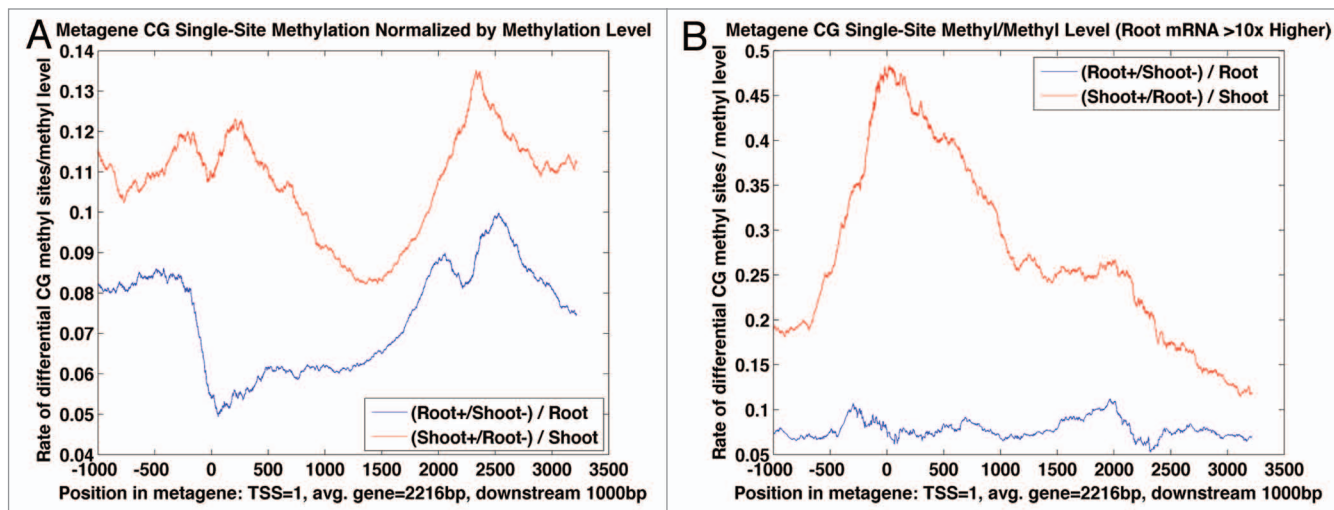 A
Metagene CG Single-Site Methylation Normalized by Methylation Level
Rate of differential CG methyl sites/methyl level
0.14
0.13
0.12
0.11
0.1
0.09
0.08
0.07
0.06
0.05
0.04
(Root+/Shoot-) / Root
(Shoot+/Root-) / Shoot
-1000 -500 0 500 1000 1500 2000 2500 3000 3500
Position in metagene: TSS=1, avg. gene=2216bp, downstream 1000bp
B
Metagene CG Single-Site Methyl/Methyl Level (Root mRNA >10x Higher)
Rate of differential CG methyl sites / methyl level
0.5
0.45
0.4
0.35
0.3
0.25
0.2
0.15
0.1
0.05
(Root+/Shoot-) / Root
(Shoot+/Root-) / Shoot
-1000 -500 0 500 1000 1500 2000 2500 3000 3500
Position in metagene: TSS=1, avg. gene=2216bp, downstream 1000bp